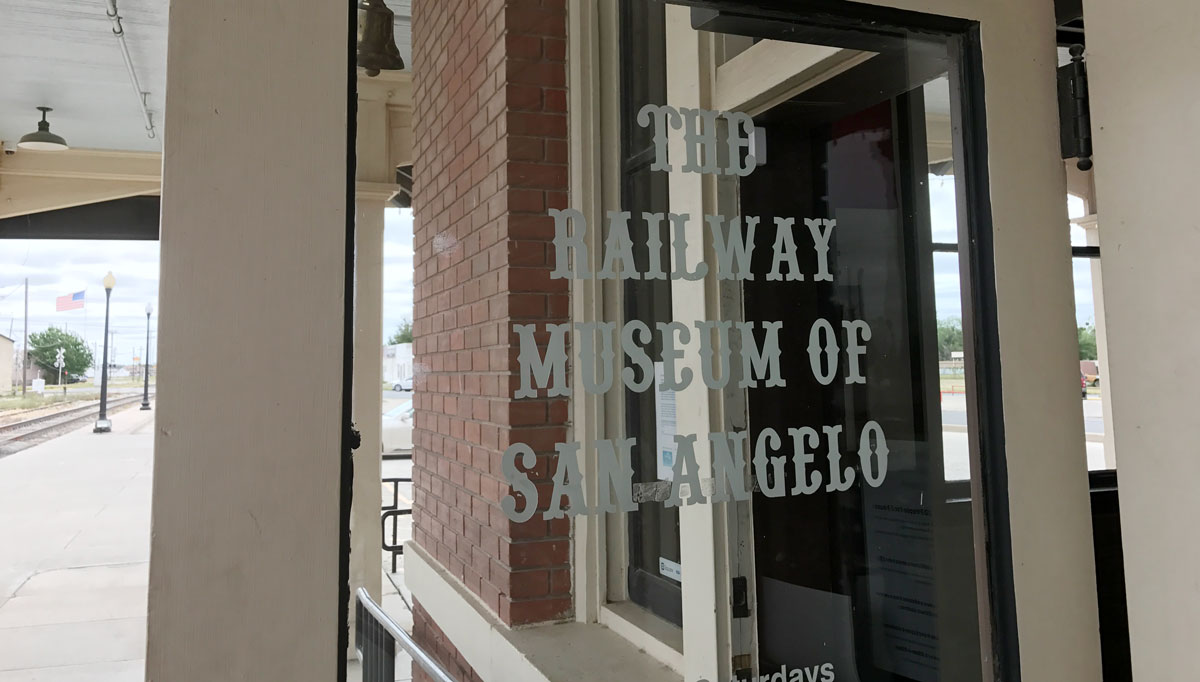 THE
RAILWAY
MUSEUM OF
SAN ANGELO